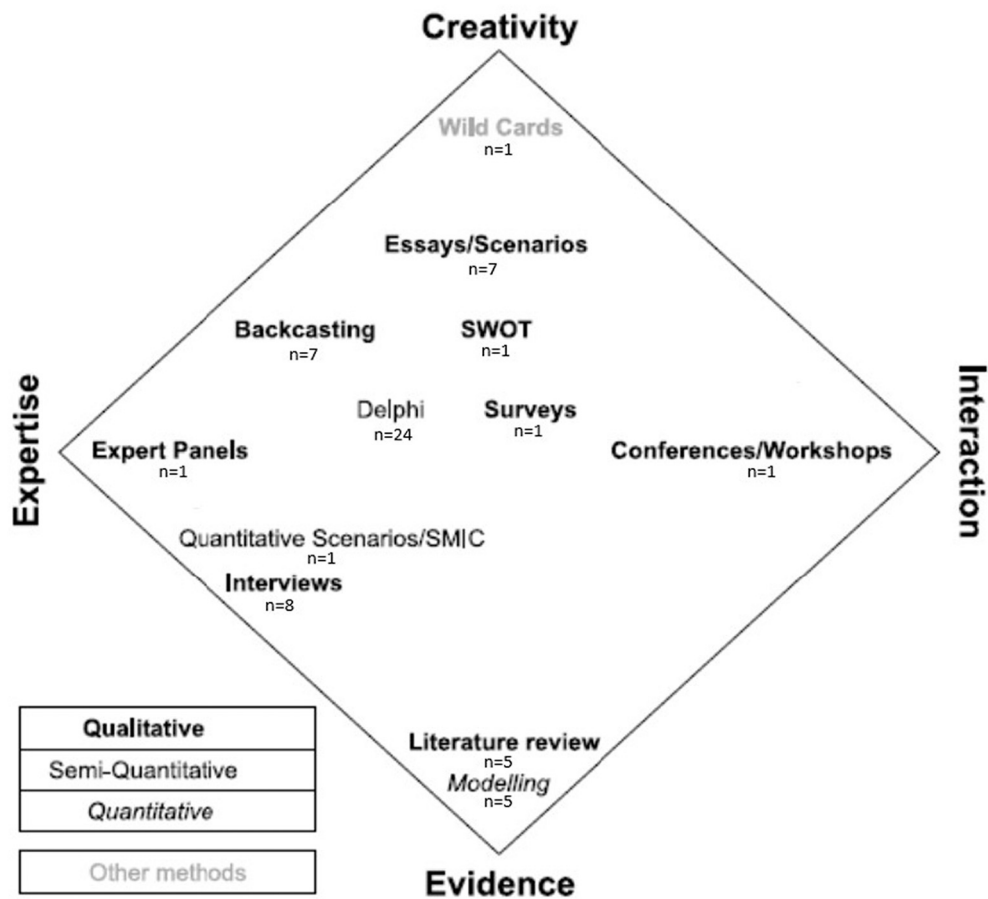 Creativity
Wild Cards
n=1
Essays/Scenarios
n=7
Backcasting
n=7
SWOT
n=1
Delphi
n=24
Surveys
n=1
Expertise
Expert Panels
n=1
Conferences/Workshops
n=1
Interaction
Quantitative Scenarios/SMIC
n=1
Interviews
n=8
Literature review
n=5
Modelling
n=5
Qualitative
Semi-Quantitative
Quantitative
Other methods
Evidence